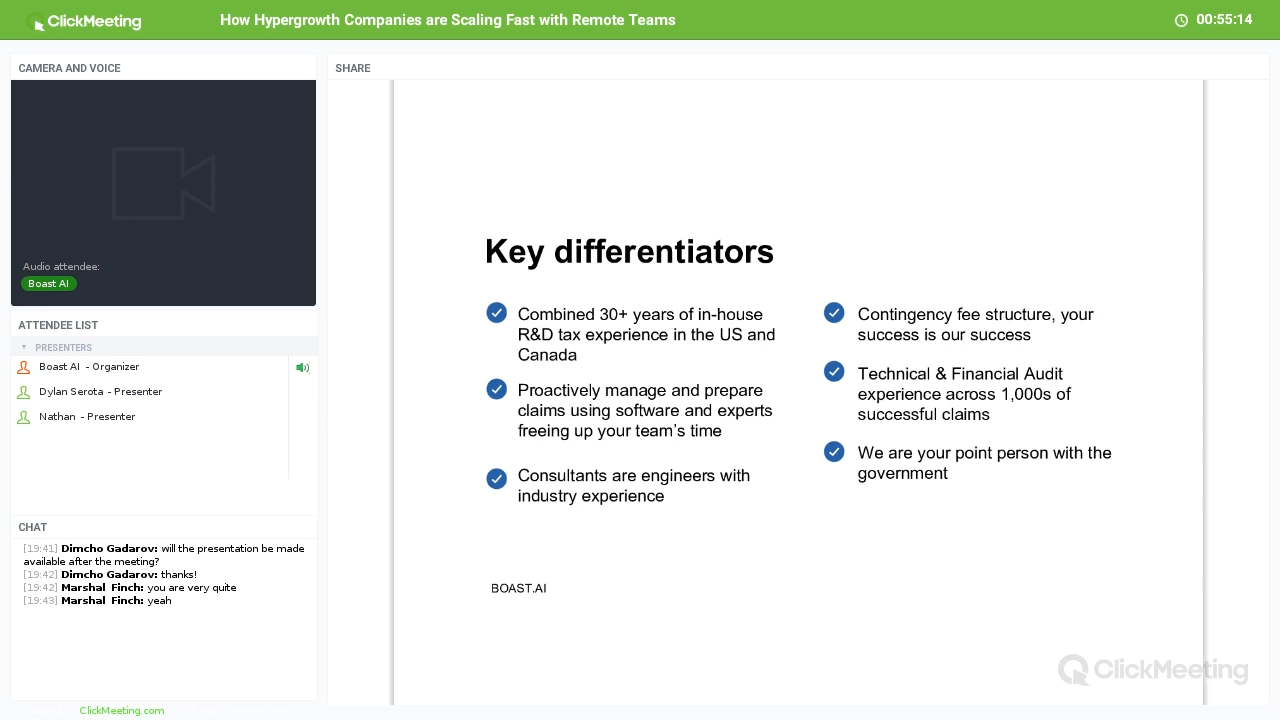 ClickMeeting
How Hypergrowth Companies are Scaling Fast with Remote Teams
00:55:14
CAMERA AND VOICE
Audio attendee:
Boast AI
ATTENDEE LIST
PRESENTERS
Boast AI - Organizer
Dylan Serota - Presenter
Nathan - Presenter
CHAT
[19:41] Dimcho Gadarov: will the presentation be made
available after the meeting?
[19:42] Dimcho Gadarov: thanks!
[19:42] Marshal Finch: you are very quite
[19:43] Marshal Finch: yeah
ClickMeeting.com
SHARE
Key differentiators
Combined 30+ years of in-house
R&D tax experience in the US and
Canada
Proactively manage and prepare
claims using software and experts
freeing up your team's time
Consultants are engineers with
industry experience
Contingency fee structure, your
success is our success
Technical & Financial Audit
experience across 1,000s of
successful claims
We are your point person with the
government
BOAST.AI
ClickMeeting